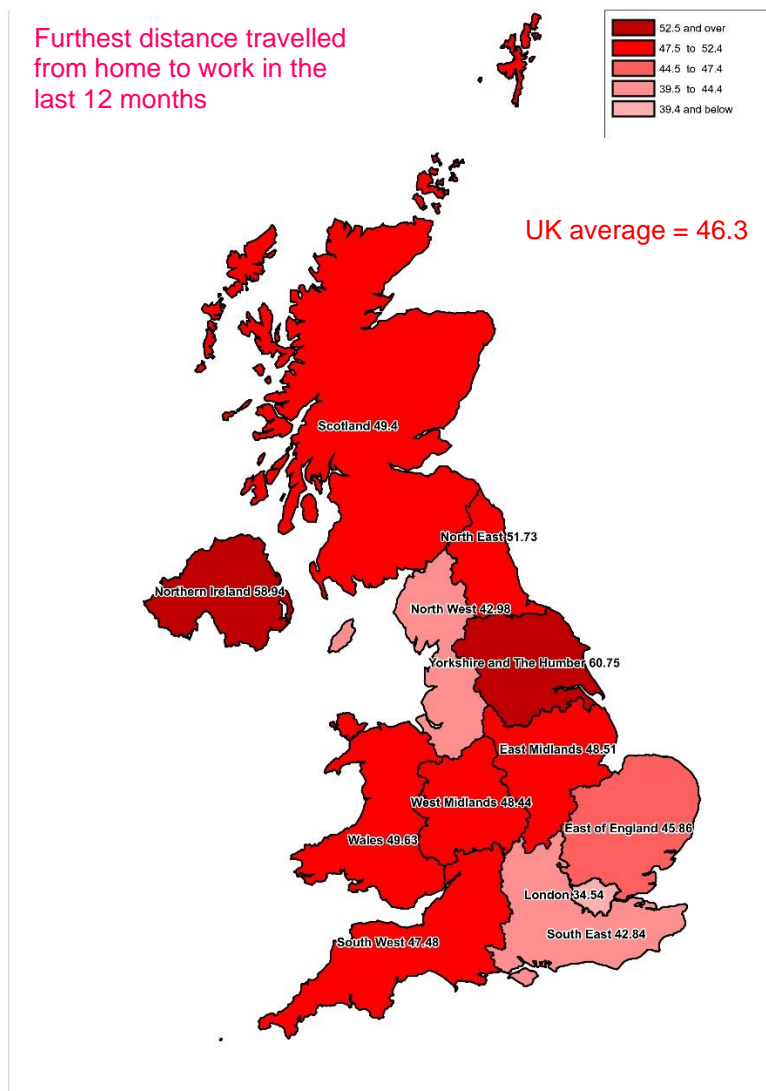 Furthest distance travelled
from home to work in the
last 12 months
52.5 and over
47.5 to 52.4
44.5 to 47.4
39.5 to 44.4
39.4 and below
UK average = 46.3
Scotland 49.4
North East 51.73
Northern Ireland 58.94
North West 42.98
Yorkshire and The Humber 60.75
East Midlands 48.51
West Midlands 48.44
East of England 45.86
Wales 49.63
London 34.54
South East 42.84
South West 47.48